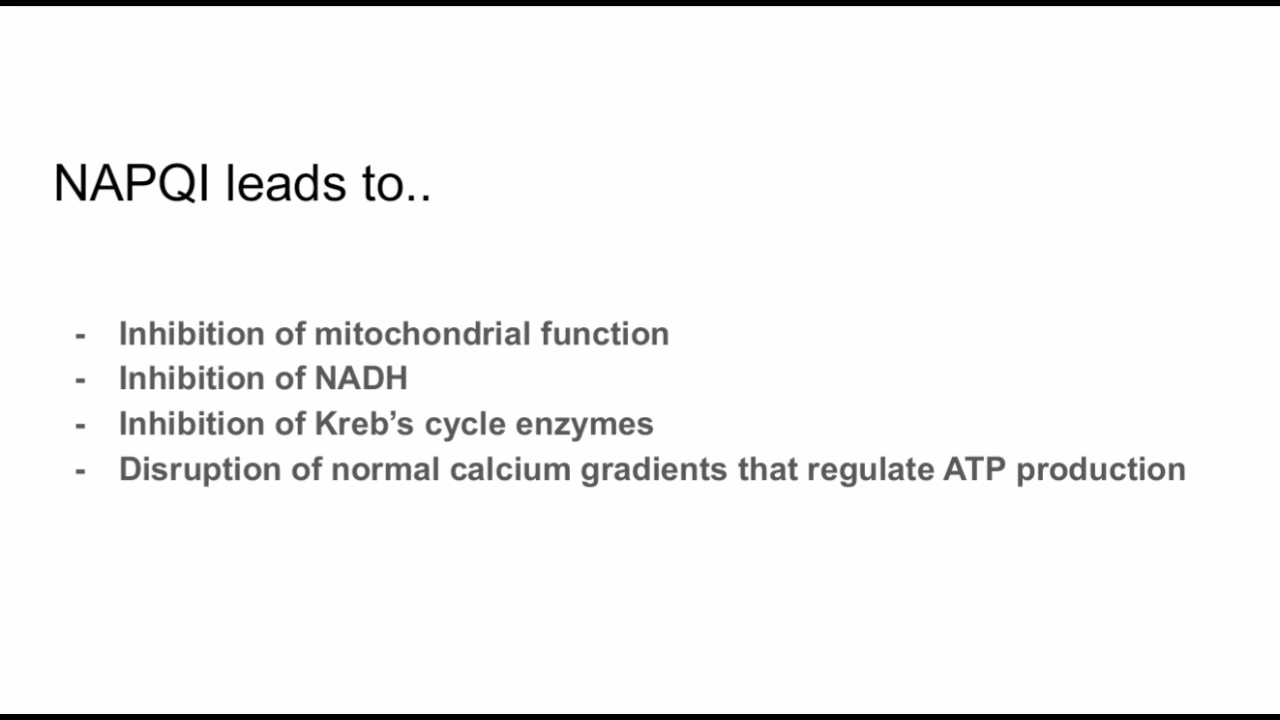 NAPQI leads to..
- Inhibition of mitochondrial function
- Inhibition of NADH
- Inhibition of Kreb’s cycle enzymes
- Disruption of normal calcium gradients that regulate ATP production